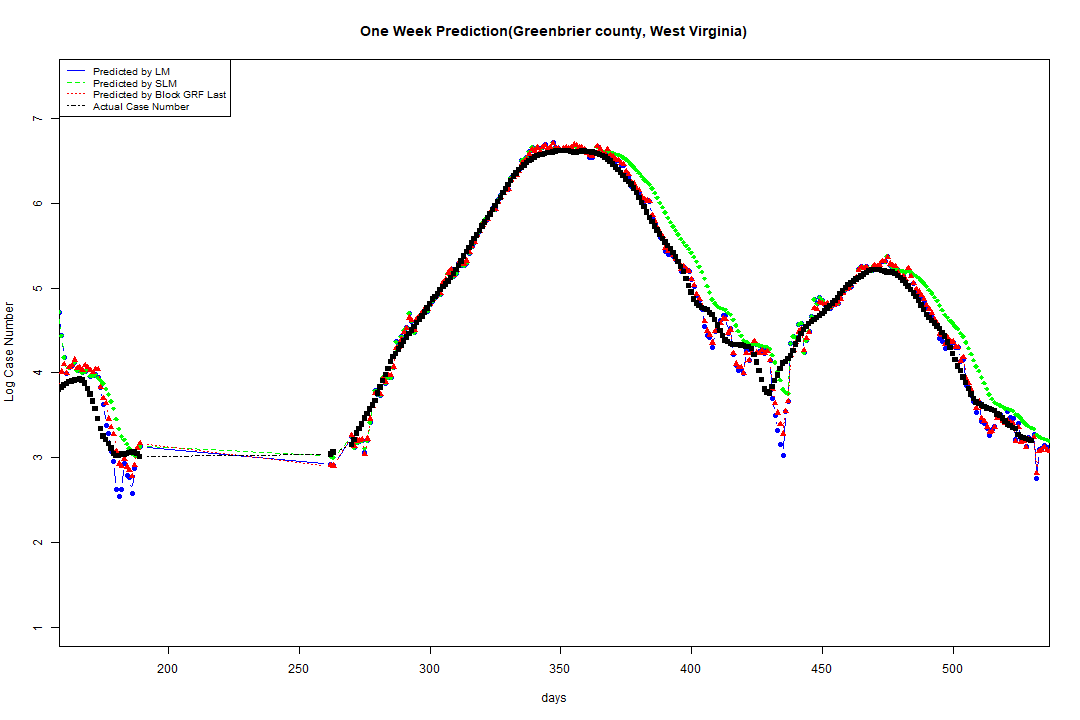 One Week Prediction(Greenbrier county, West Virginia)
Predicted by LM
Predicted by SLM
Predicted by Block GRF Last
Actual Case Number
Log Case Number
7
6
5
4
3
2
1
200 250 300 350 400 450 500
days